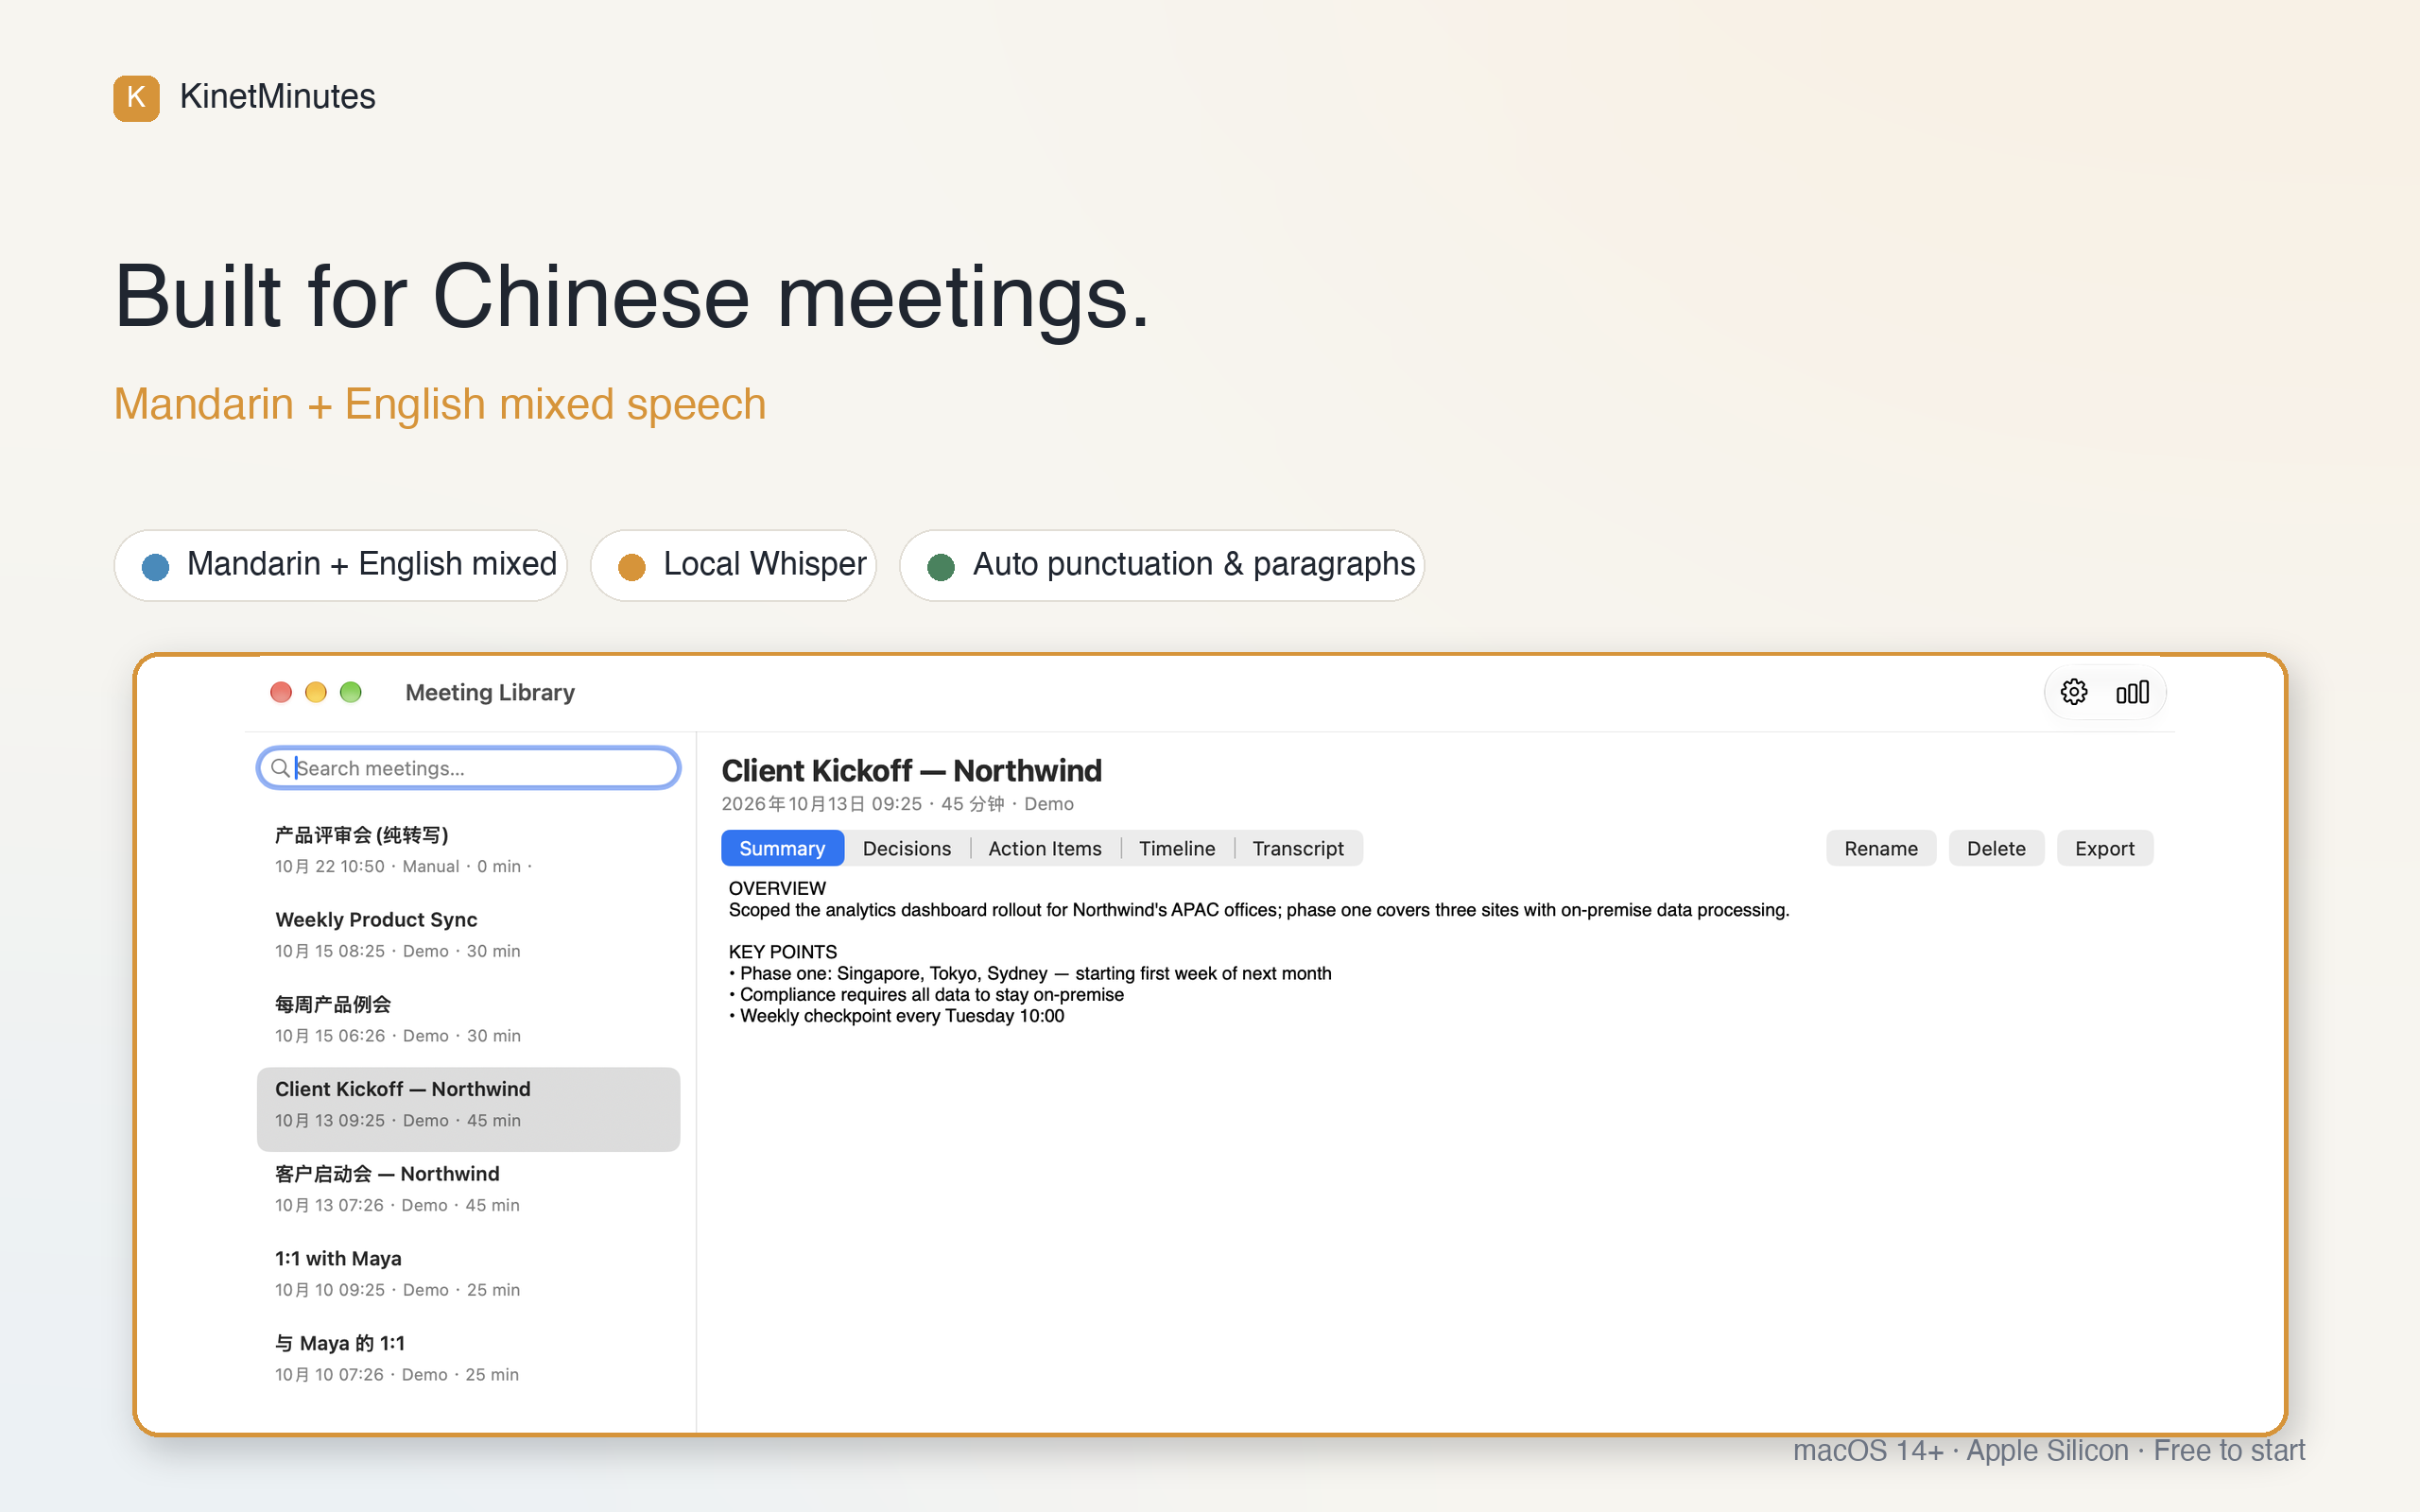 K KinetMinutes
Built for Chinese meetings.
Mandarin + English mixed speech
Mandarin + English mixed
Local Whisper
Auto punctuation & paragraphs
Meeting Library
Search meetings...
产品评审会 (纯转写)
10月 22 10:50 · Manual · 0 min ·
Weekly Product Sync
10月 15 08:25 · Demo · 30 min
每周产品例会
10月 15 06:26 · Demo · 30 min
Client Kickoff — Northwind
10月 13 09:25 · Demo · 45 min
客户启动会 — Northwind
10月 13 07:26 · Demo · 45 min
1:1 with Maya
10月 10 09:25 · Demo · 25 min
与 Maya 的 1:1
10月 10 07:26 · Demo · 25 min
Client Kickoff — Northwind
2026年10月13日 09:25 · 45 分钟 · Demo
Summary Decisions Action Items Timeline Transcript
Rename Delete Export
OVERVIEW
Scoped the analytics dashboard rollout for Northwind's APAC offices; phase one covers three sites with on-premise data processing.
KEY POINTS
• Phase one: Singapore, Tokyo, Sydney — starting first week of next month
• Compliance requires all data to stay on-premise
• Weekly checkpoint every Tuesday 10:00
macOS 14+ · Apple Silicon · Free to start